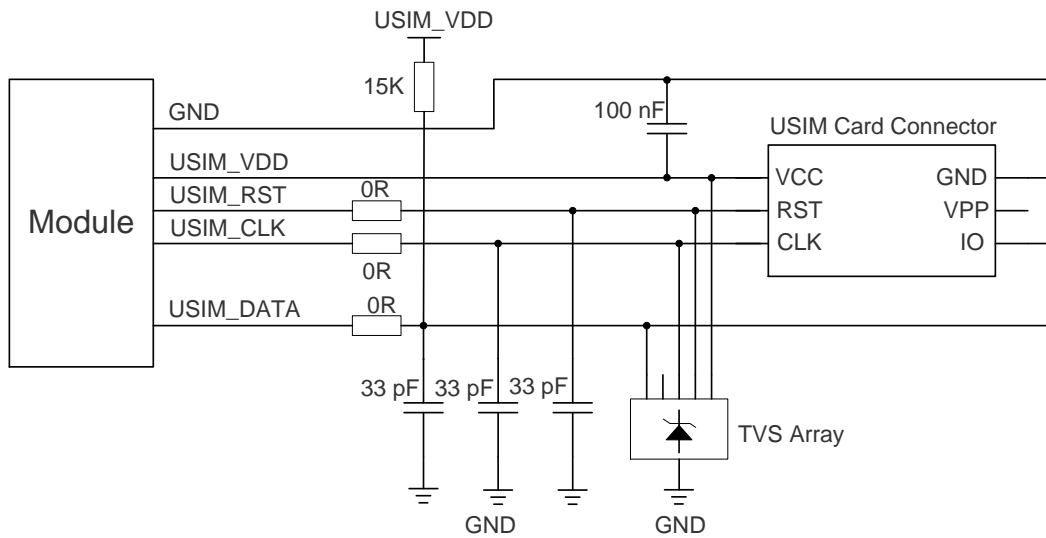 USIM_VDD
15K
GND
100 nF
USIM Card Connector
USIM_VDD
VCC
GND
USIM_RST
0R
RST
VPP
Module
USIM_CLK
CLK
IO
0R
USIM_DATA
0R
33 pF
33 pF
33 pF
TVS Array
GND
GND